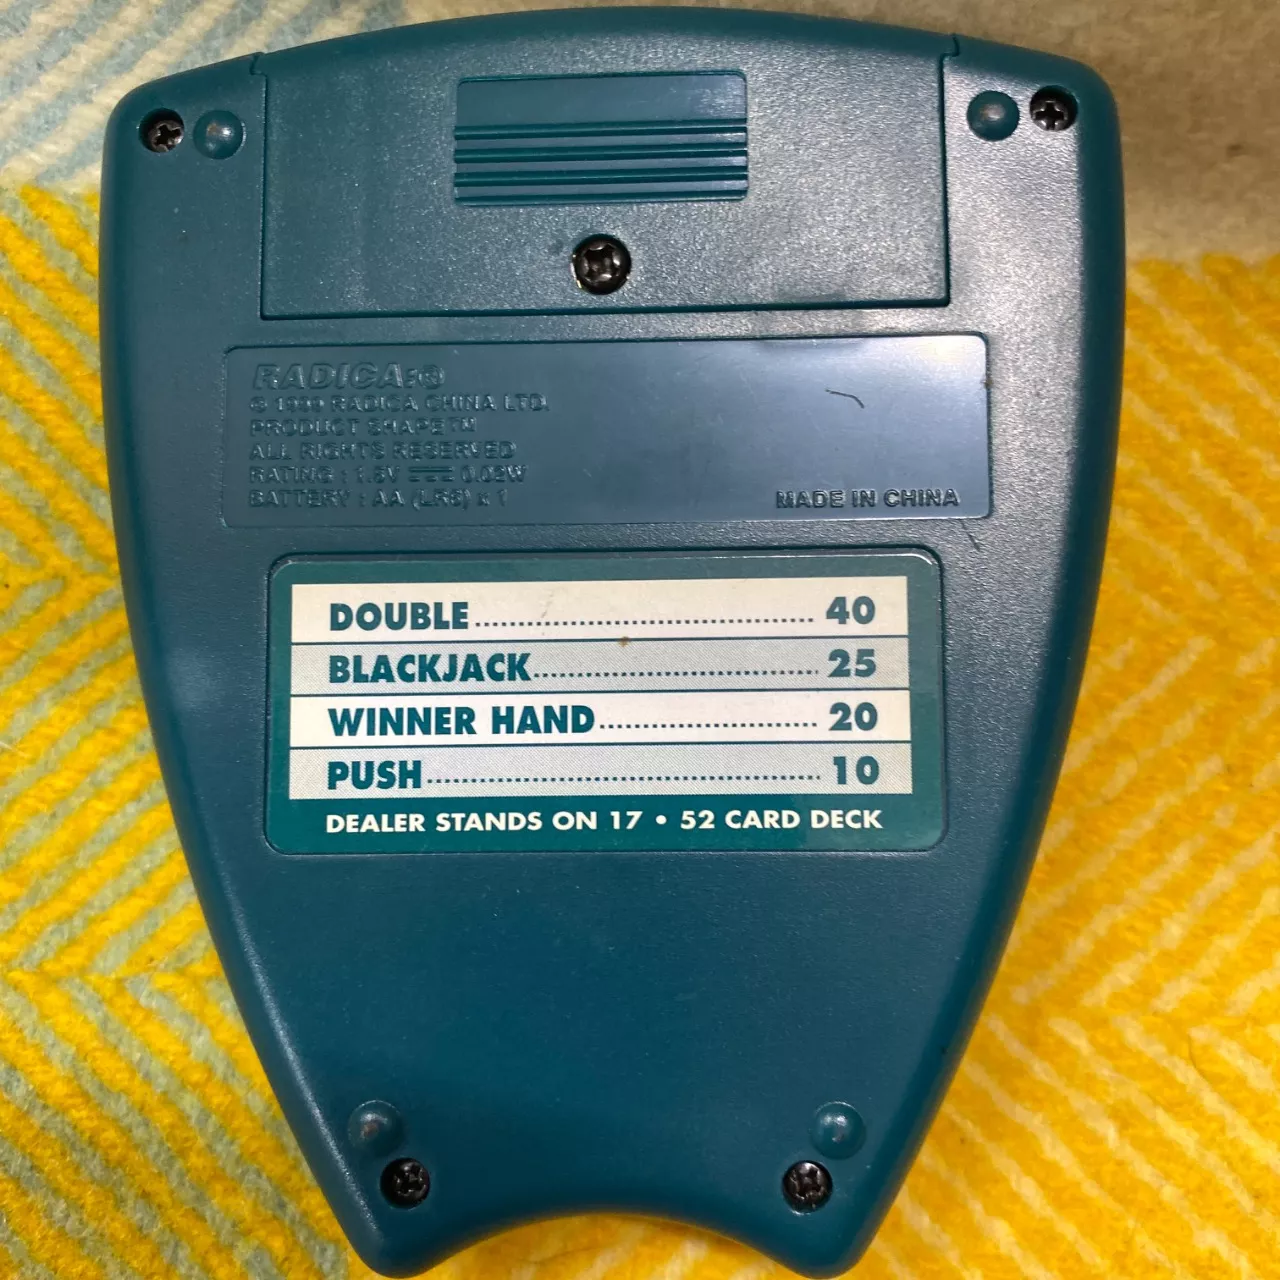 RADICA:®
© 1999 RADICA CHINA LTD.
PRODUCT SHAPE™
ALL RIGHTS RESERVED
RATING : 1.5V ⎓ 0.02W
BATTERY : AA (LR6) x 1
MADE IN CHINA
DOUBLE.................... 40
BLACKJACK.................... 25
WINNER HAND.................... 20
PUSH.................... 10
DEALER STANDS ON 17 • 52 CARD DECK